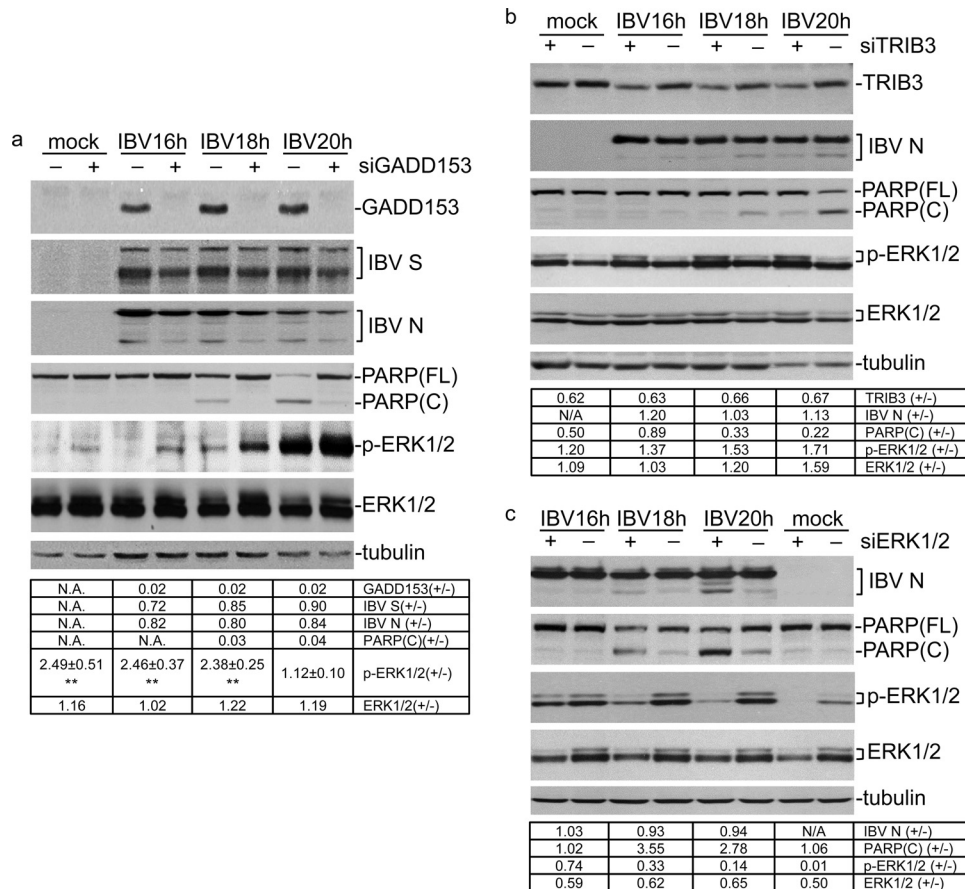 a
mock IBV16h IBV18h IBV20h
– + – + – + – + siGADD153
-GADD153
IBV S
IBV N
-PARP(FL)
-PARP(C)
-p-ERK1/2
-ERK1/2
-tubulin
N.A. 0.02 0.02 0.02 GADD153(+/-)
N.A. 0.72 0.85 0.90 IBV S(+/-)
N.A. 0.82 0.80 0.84 IBV N (+/-)
N.A. N.A. 0.03 0.04 PARP(C)(+/-)
2.49±0.51 2.46±0.37 2.38±0.25 1.12±0.10 p-ERK1/2(+/-)
** ** **
1.16 1.02 1.22 1.19 ERK1/2(+/-)
b
mock IBV16h IBV18h IBV20h
+ – + – + – + – siTRIB3
-TRIB3
IBV N
-PARP(FL)
-PARP(C)
p-ERK1/2
ERK1/2
-tubulin
0.62 0.63 0.66 0.67 TRIB3 (+/-)
N/A 1.20 1.03 1.13 IBV N (+/-)
0.50 0.89 0.33 0.22 PARP(C) (+/-)
1.20 1.37 1.53 1.71 p-ERK1/2 (+/-)
1.09 1.03 1.20 1.59 ERK1/2 (+/-)
c
IBV16h IBV18h IBV20h mock
+ – + – + – + – siERK1/2
IBV N
-PARP(FL)
-PARP(C)
p-ERK1/2
ERK1/2
-tubulin
1.03 0.93 0.94 N/A IBV N (+/-)
1.02 3.55 2.78 1.06 PARP(C) (+/-)
0.74 0.33 0.14 0.01 p-ERK1/2 (+/-)
0.59 0.62 0.65 0.50 ERK1/2 (+/-)